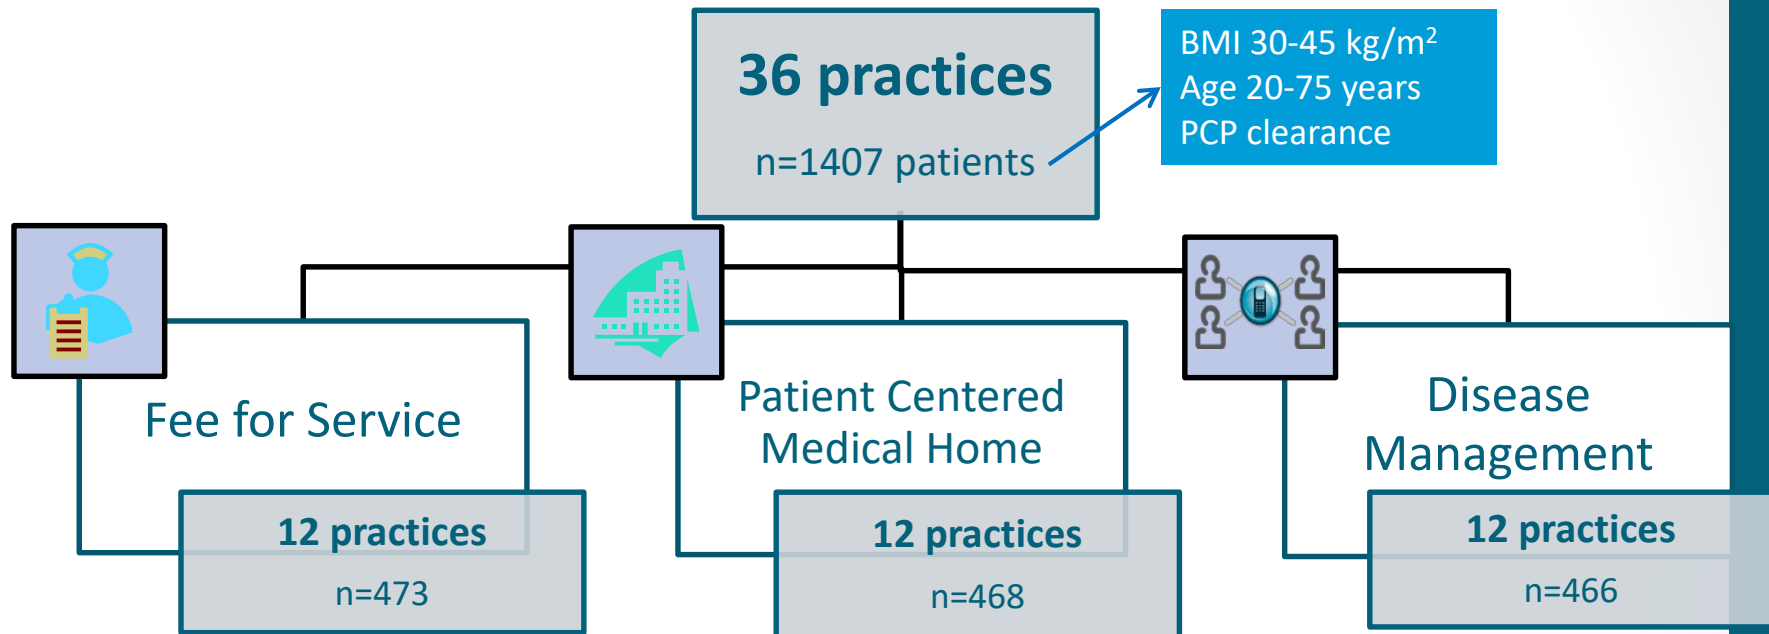 36 practices
n=1407 patients
BMI 30-45 kg/m²
Age 20-75 years
PCP clearance
Fee for Service
12 practices
n=473
Patient Centered
Medical Home
12 practices
n=468
Disease
Management
12 practices
n=466